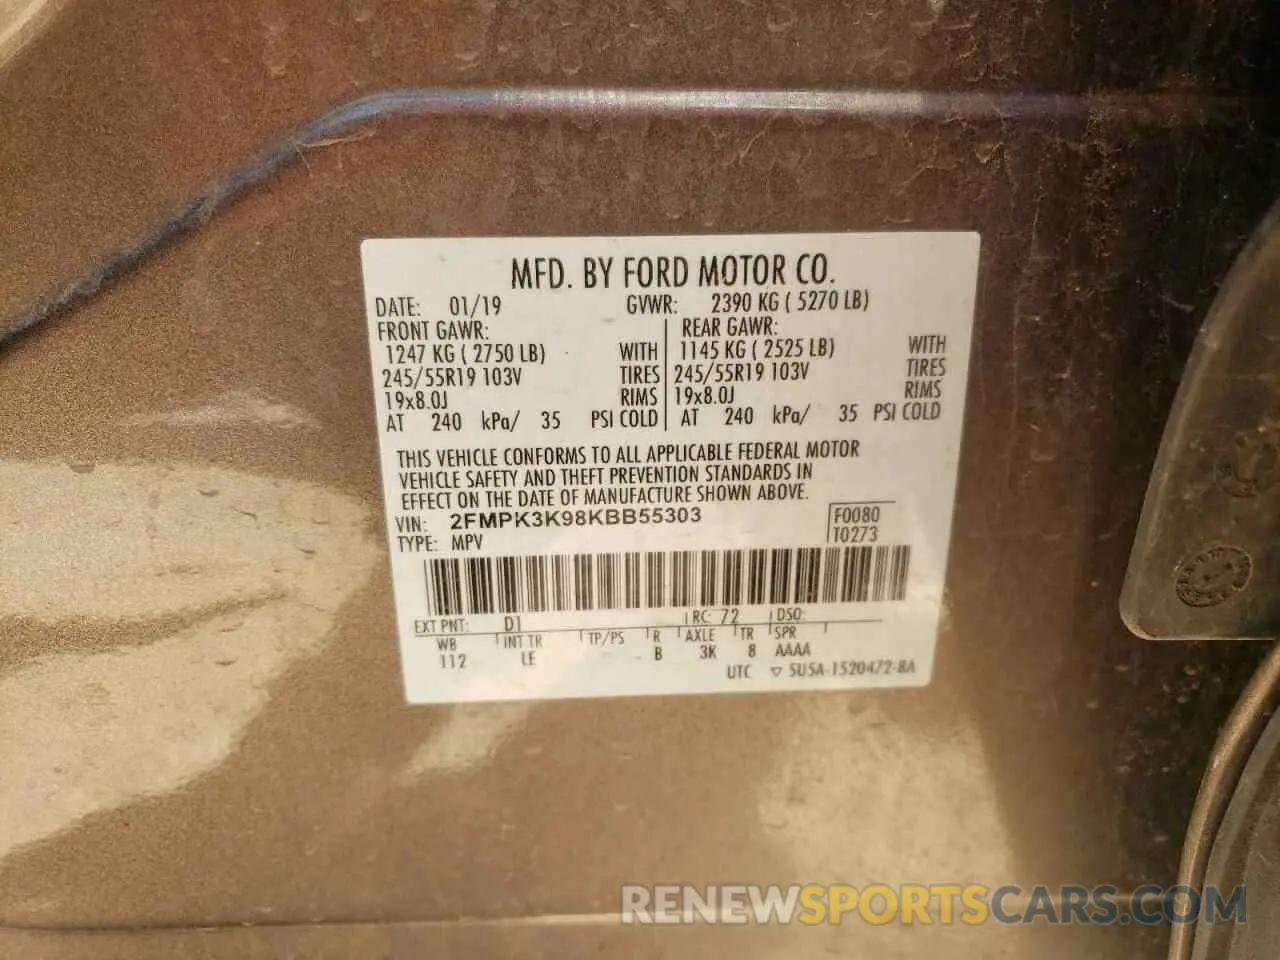 MFD. BY FORD MOTOR CO.
DATE: 01/19 GVWR: 2390 KG ( 5270 LB)
FRONT GAWR: REAR GAWR:
1247 KG ( 2750 LB) WITH 1145 KG ( 2525 LB) WITH
245/55R19 103V TIRES 245/55R19 103V TIRES
19x8.0J RIMS 19x8.0J RIMS
AT 240 kPa/ 35 PSI COLD AT 240 kPa/ 35 PSI COLD
THIS VEHICLE CONFORMS TO ALL APPLICABLE FEDERAL MOTOR
VEHICLE SAFETY AND THEFT PREVENTION STANDARDS IN
EFFECT ON THE DATE OF MANUFACTURE SHOWN ABOVE.
VIN: 2FMPK3K98KBB55303 F0080
TYPE: MPV T0273
EXT PNT: D1 RC: 72 DSO:
WB INT TR TP/PS R AXLE TR SPR
112 LE B 3K 8 AAAA
UTC ▽ 5U5A-1520472-BA
RENEWSPORTSCARS.COM